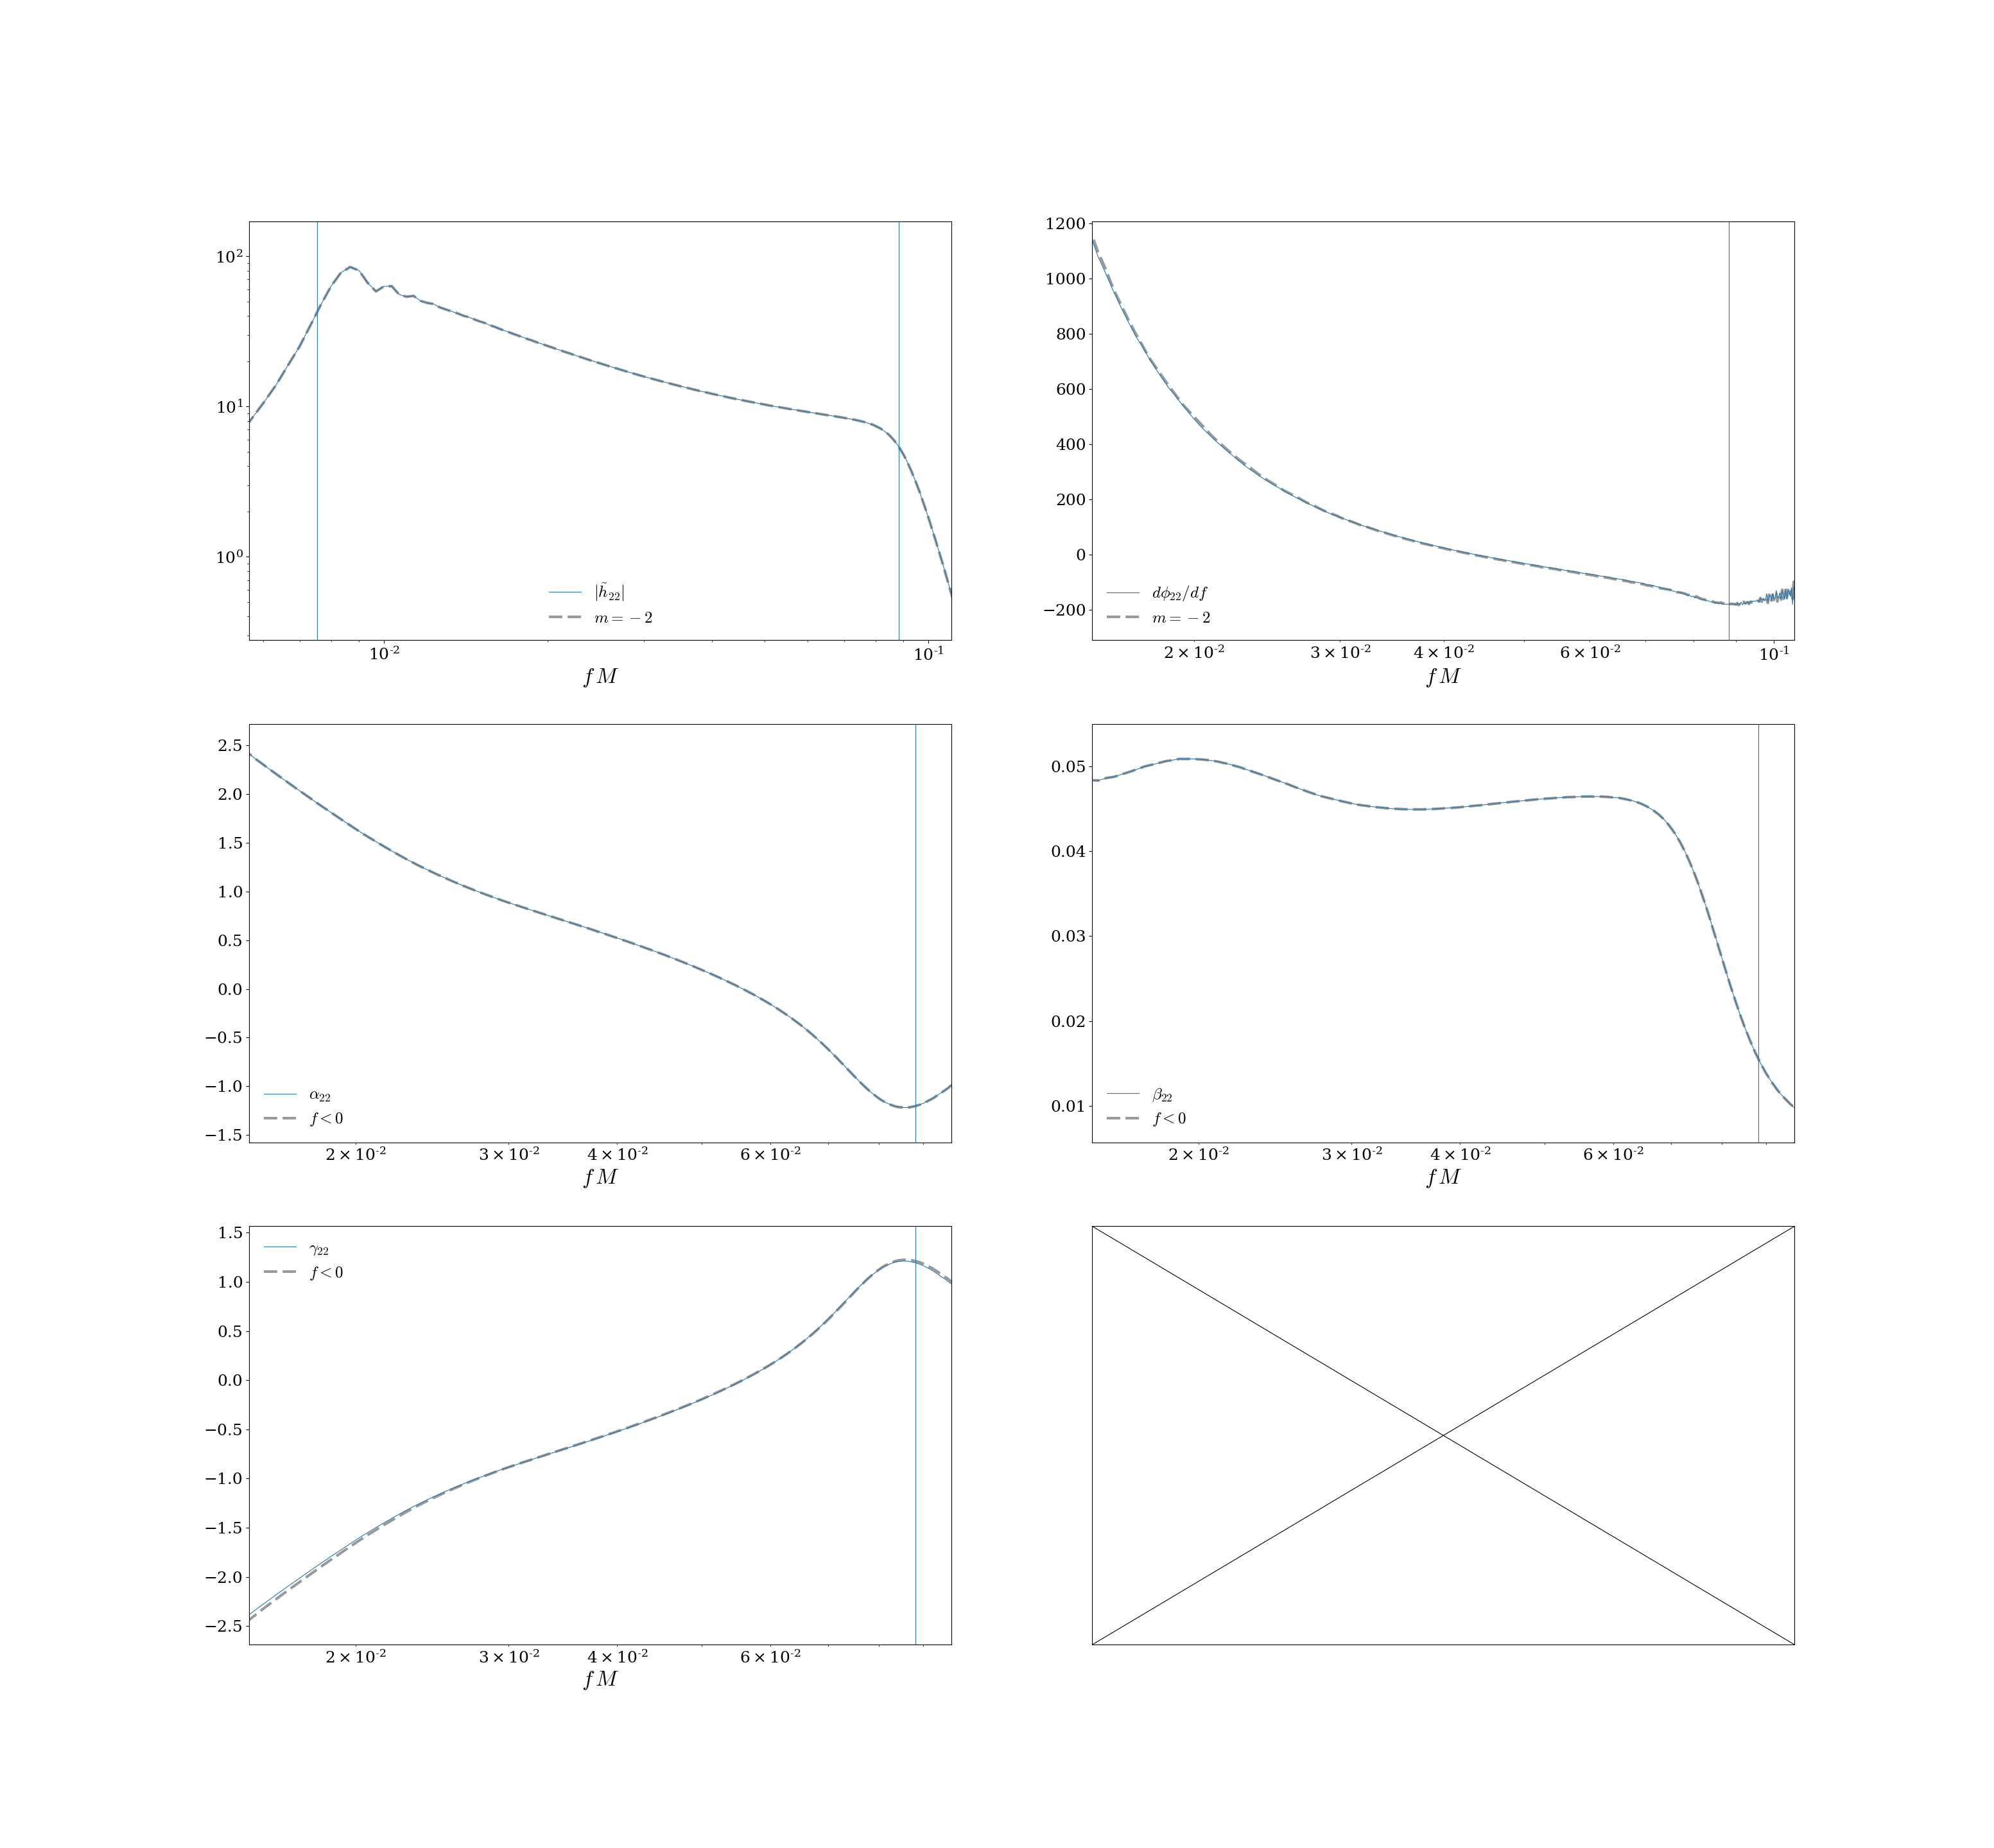 10² 1200
1000
800
10¹ 600
400
200
10⁰ 0
|h̃₂₂| dϕ₂₂/df
m = −2 −200 m = −2
10⁻² 10⁻¹ 2 × 10⁻² 3 × 10⁻² 4 × 10⁻² 6 × 10⁻² 10⁻¹
fM fM
2.5 0.05
2.0
1.5 0.04
1.0
0.5 0.03
0.0
−0.5 0.02
−1.0 α₂₂ 0.01 β₂₂
f < 0 f < 0
−1.5
2 × 10⁻² 3 × 10⁻² 4 × 10⁻² 6 × 10⁻² 2 × 10⁻² 3 × 10⁻² 4 × 10⁻² 6 × 10⁻²
fM fM
1.5 γ₂₂
f < 0
1.0
0.5
0.0
−0.5
−1.0
−1.5
−2.0
−2.5
2 × 10⁻² 3 × 10⁻² 4 × 10⁻² 6 × 10⁻²
fM